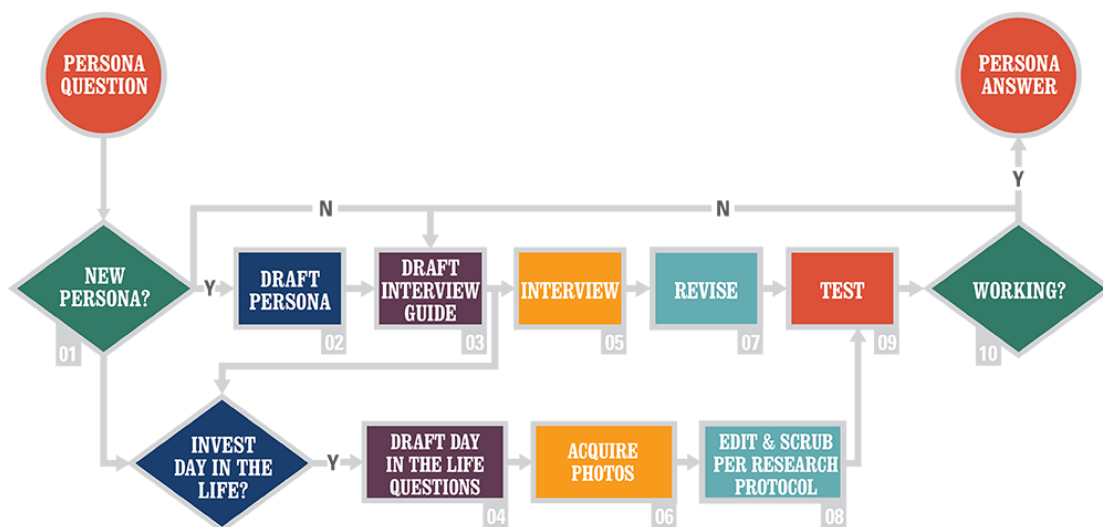 PERSONA
QUESTION
PERSONA
ANSWER
Y
N
N
NEW
PERSONA?
01
Y
DRAFT
PERSONA
02
DRAFT
INTERVIEW
GUIDE
03
INTERVIEW
05
REVISE
07
TEST
09
WORKING?
10
INVEST
DAY IN THE
LIFE?
Y
DRAFT DAY
IN THE LIFE
QUESTIONS
04
ACQUIRE
PHOTOS
06
EDIT & SCRUB
PER RESEARCH
PROTOCOL
08